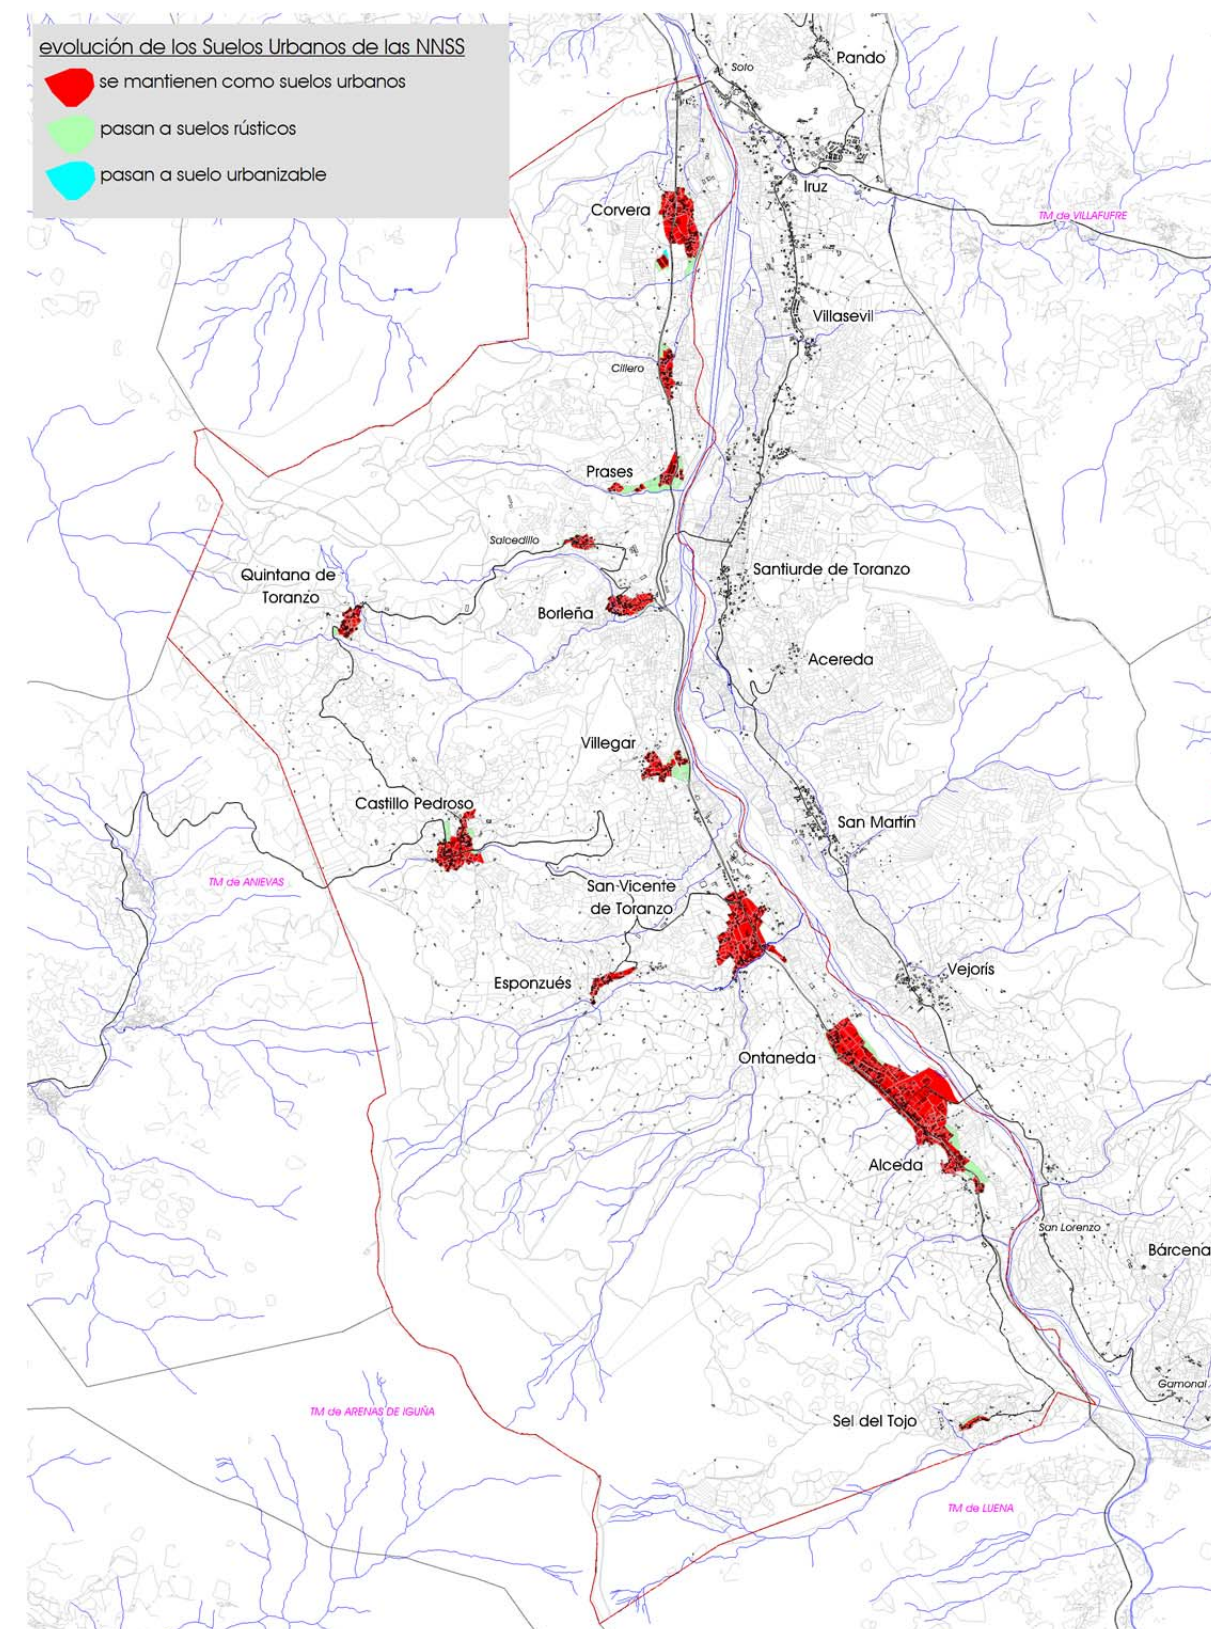 evolución de los Suelos Urbanos de las NNSS
se mantienen como suelos urbanos
pasan a suelos rústicos
pasan a suelo urbanizable
Pando
Soto
Iruz
Corvera
TM de VILLAFUFRE
Villasevil
Cillero
Prases
Salcedillo
Quintana de
Toranzo
Santiurde de Toranzo
Borleña
Acereda
Villegar
Castillo Pedroso
San Martín
TM de ANIEVAS
San Vicente
de Toranzo
Vejorís
Esponzués
Ontaneda
Alceda
San Lorenzo
Bárcena
Gamonal
TM de ARENAS DE IGUÑA
Sel del Tojo
TM de LUENA